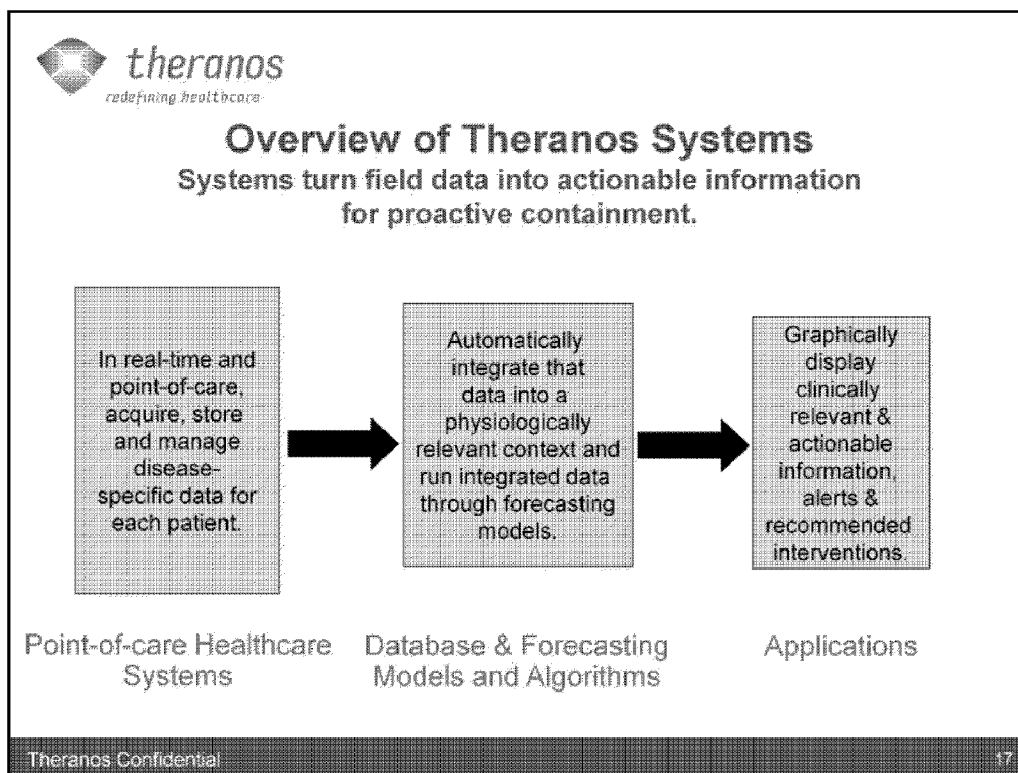 theranos
redefining healthcare
Overview of Theranos Systems
Systems turn field data into actionable information
for proactive containment.
In real-time and
point-of-care,
acquire, store
and manage
disease-
specific data for
each patient.
Automatically
integrate that
data into a
physiologically
relevant context and
run integrated data
through forecasting
models.
Graphically
display
clinically
relevant &
actionable
information,
alerts &
recommended
interventions.
Point-of-care Healthcare
Systems
Database & Forecasting
Models and Algorithms
Applications
Theranos Confidential
17